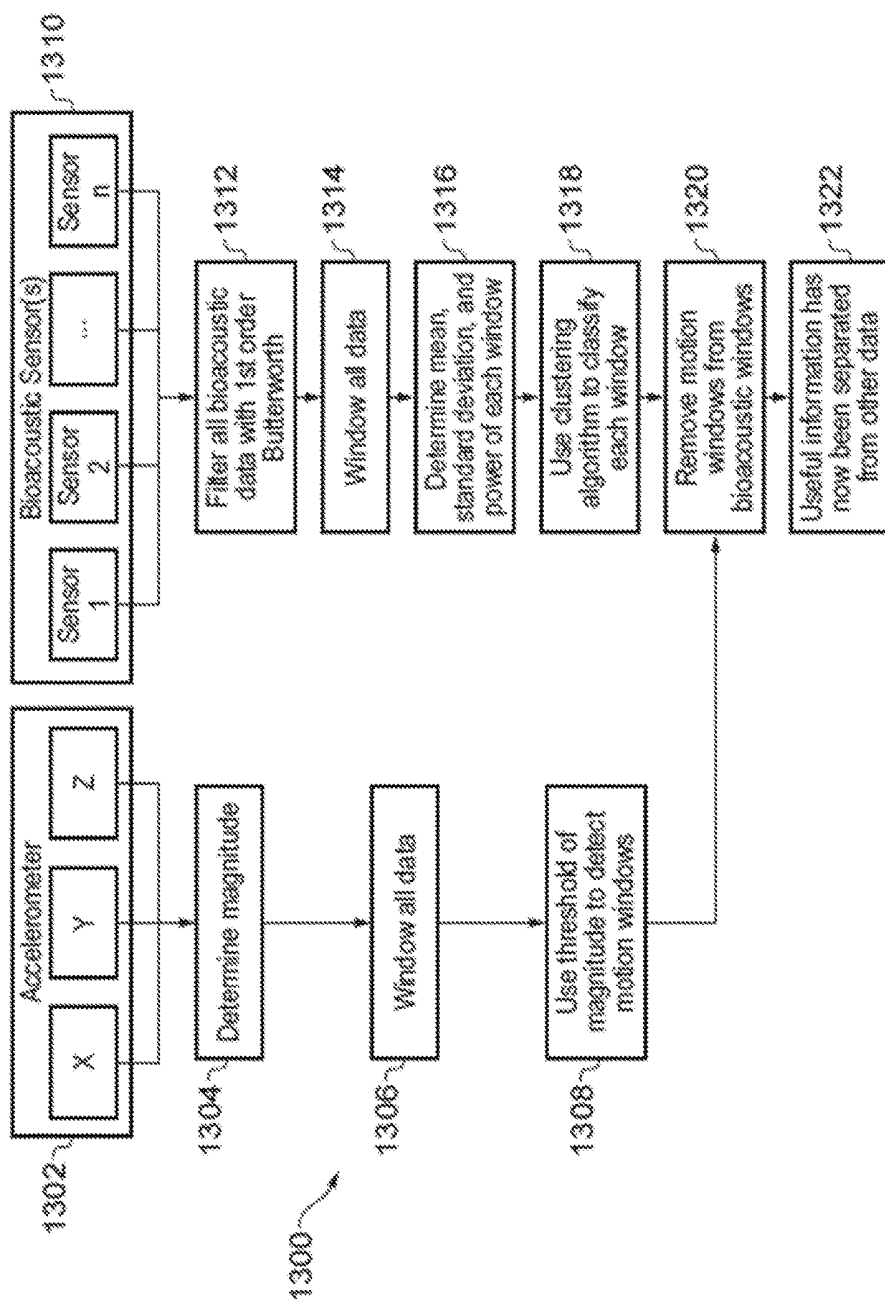 Accelerometer
X
Y
Z
1302
Determine magnitude
1304
Window all data
1306
Use threshold of
magnitude to detect
motion windows
1308
1300
Bioacoustic Sensor(s)
Sensor
1
Sensor
2
...
Sensor
n
1310
Filter all bioacoustic
data with 1st order
Butterworth
1312
Window all data
1314
Determine mean,
standard deviation, and
power of each window
1316
Use clustering
algorithm to classify
each window
1318
Remove motion
windows from
bioacoustic windows
1320
Useful information has
now been separated
from other data
1322